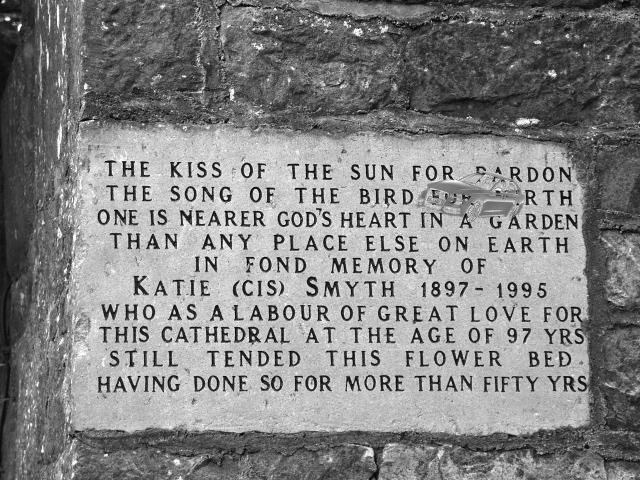 THE KISS OF THE SUN FOR PARDON
THE SONG OF THE BIRD FOR
ONE IS NEARER GOD'S HEART IN A GARDEN
THAN ANY PLACE ELSE ON EARTH
IN FOND MEMORY OF
KATIE (CIS) SMYTH 1897-1995
WHO AS A LABOUR OF GREAT LOVE FOR
THIS CATHEDRAL AT THE AGE OF 97 YRS
STILL TENDED THIS FLOWER BED
HAVING DONE SO FOR MORE THAN FIFTY YRS